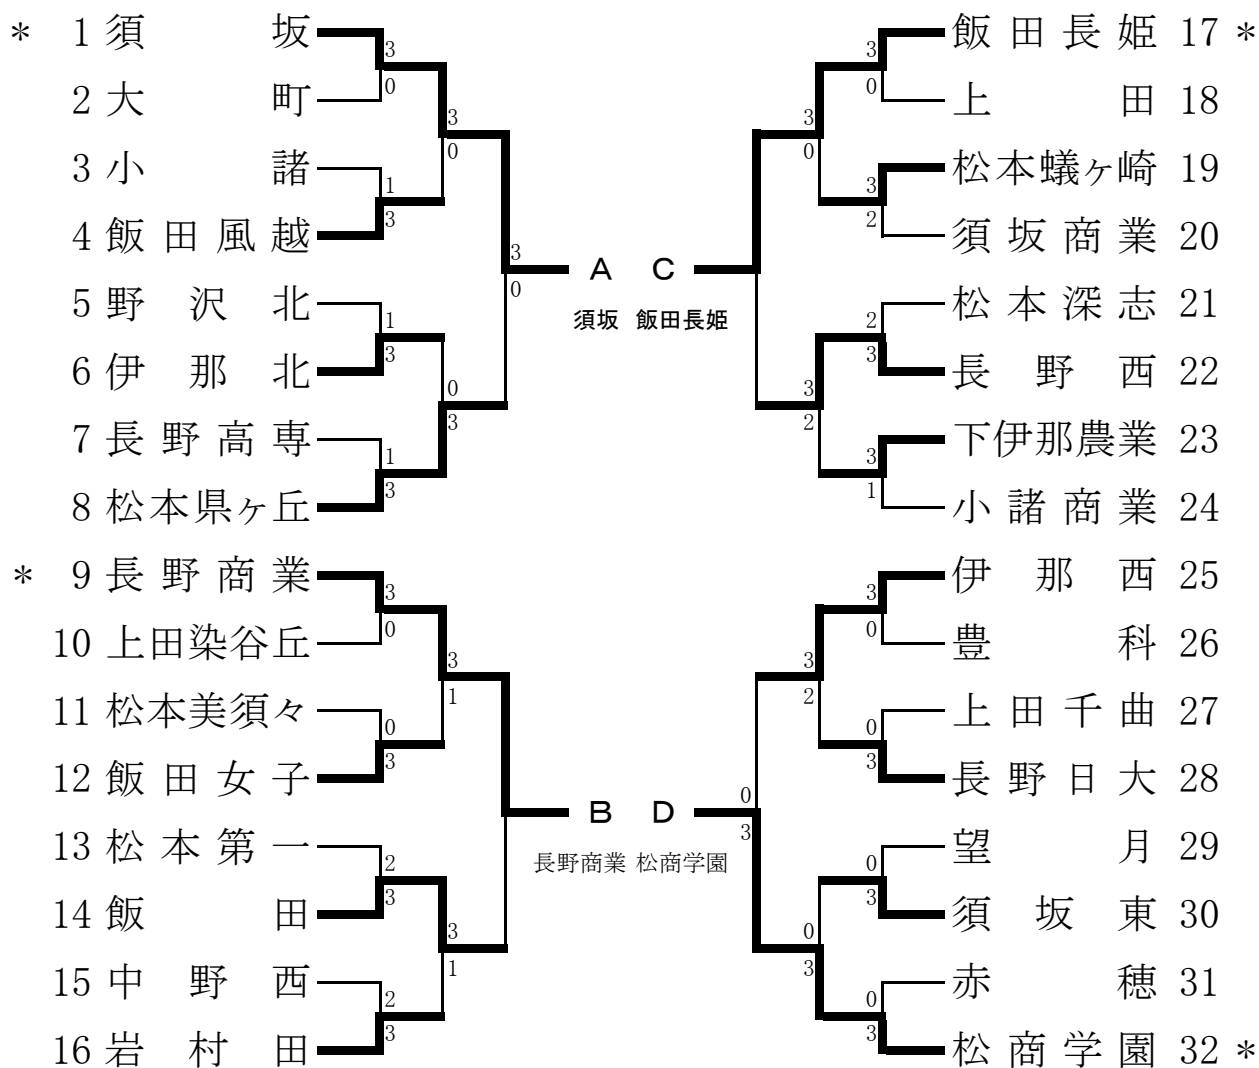 * 1 須坂
2 大町
3 小諸
4 飯田風越
5 野沢北
6 伊那北
7 長野高専
8 松本県ヶ丘
* 9 長野商業
10 上田染谷丘
11 松本美須々
12 飯田女子
13 松本第一
14 飯田
15 中野西
16 岩村田
3
0
1
3
1
3
1
3
3
0
0
3
2
3
2
3
3
0
0
3
3
1
3
1
3
0
A C
須坂 飯田長姫
B D
長野商業 松商学園
0
3
3
0
3
2
3
2
0
3
3
0
3
2
2
3
3
1
3
0
0
3
0
3
0
3
飯田長姫 17 *
上田 18
松本蟻ヶ崎 19
須坂商業 20
松本深志 21
長野西 22
下伊那農業 23
小諸商業 24
伊那西 25
豊科 26
上田千曲 27
長野日大 28
望月 29
須坂東 30
赤穂 31
松商学園 32 *